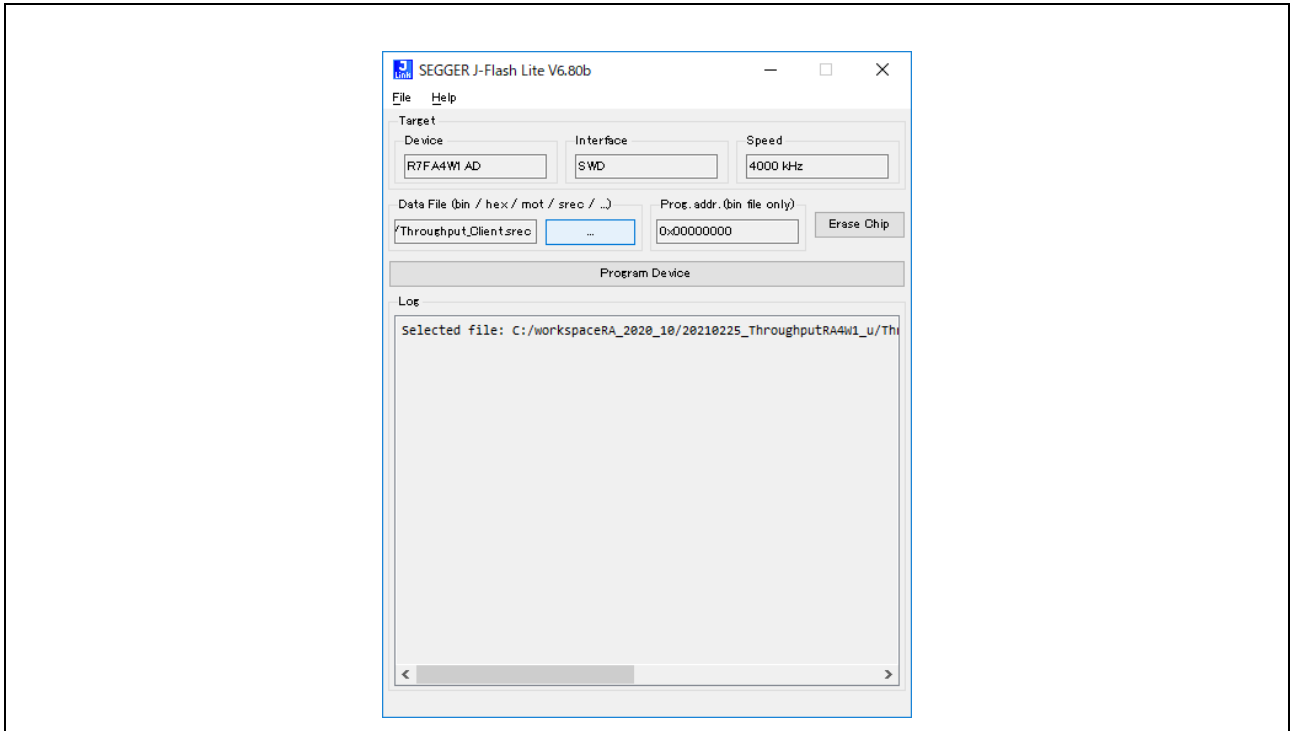 J LINK SEGGER J-Flash Lite V6.80b
File Help
Target
Device Interface Speed
R7FA4W1AD SWD 4000 kHz
Data File (bin / hex / mot / srec / ...) Prog. addr. (bin file only)
/Throughput_Client.srec ... 0x00000000 Erase Chip
Program Device
Log
Selected file: C:/workspaceRA_2020_10/20210225_ThroughputRA4W1_u/Thr